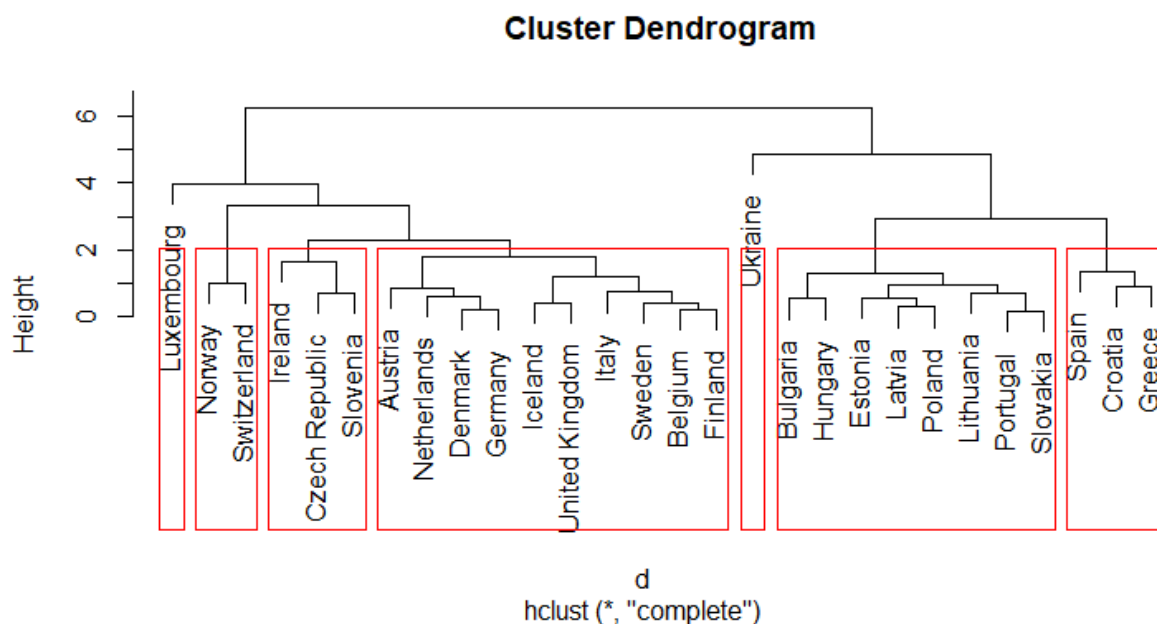 Cluster Dendrogram
Height
6
4
2
0
Luxembourg
Norway
Switzerland
Ireland
Czech Republic
Slovenia
Austria
Netherlands
Denmark
Germany
Iceland
United Kingdom
Italy
Sweden
Belgium
Finland
Ukraine
Bulgaria
Hungary
Estonia
Latvia
Poland
Lithuania
Portugal
Slovakia
Spain
Croatia
Greece
d
hclust (*, "complete")